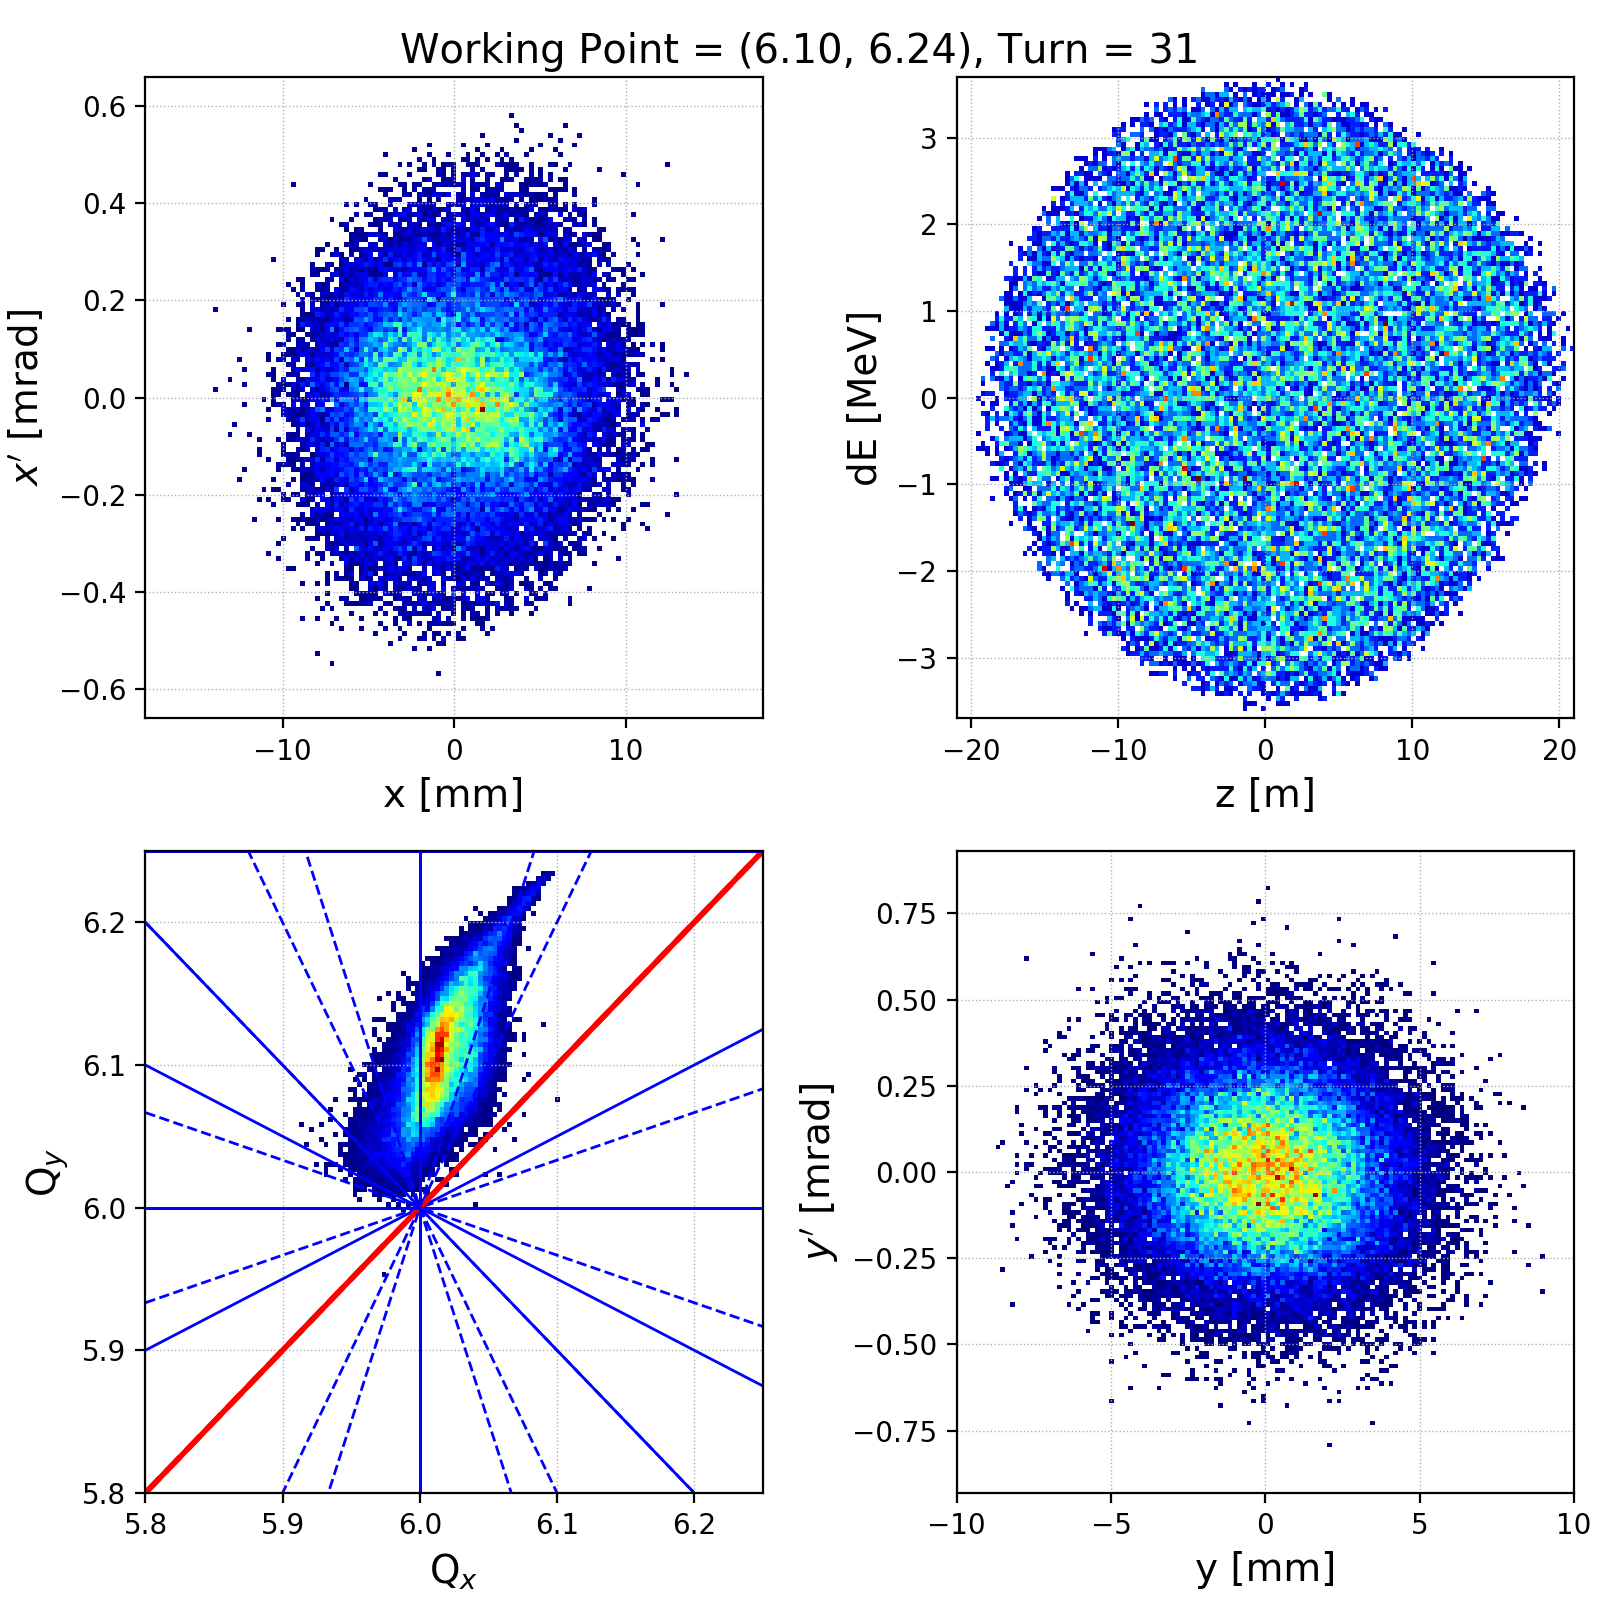 Working Point = (6.10, 6.24), Turn = 31
0.6
0.4
0.2
0.0
−0.2
−0.4
−0.6
x′ [mrad]
−10 0 10
x [mm]
3
2
1
0
−1
−2
−3
dE [MeV]
−20 −10 0 10 20
z [m]
6.2
6.1
6.0
5.9
5.8
Qy
5.8 5.9 6.0 6.1 6.2
Qx
0.75
0.50
0.25
0.00
−0.25
−0.50
−0.75
y′ [mrad]
−10 −5 0 5 10
y [mm]